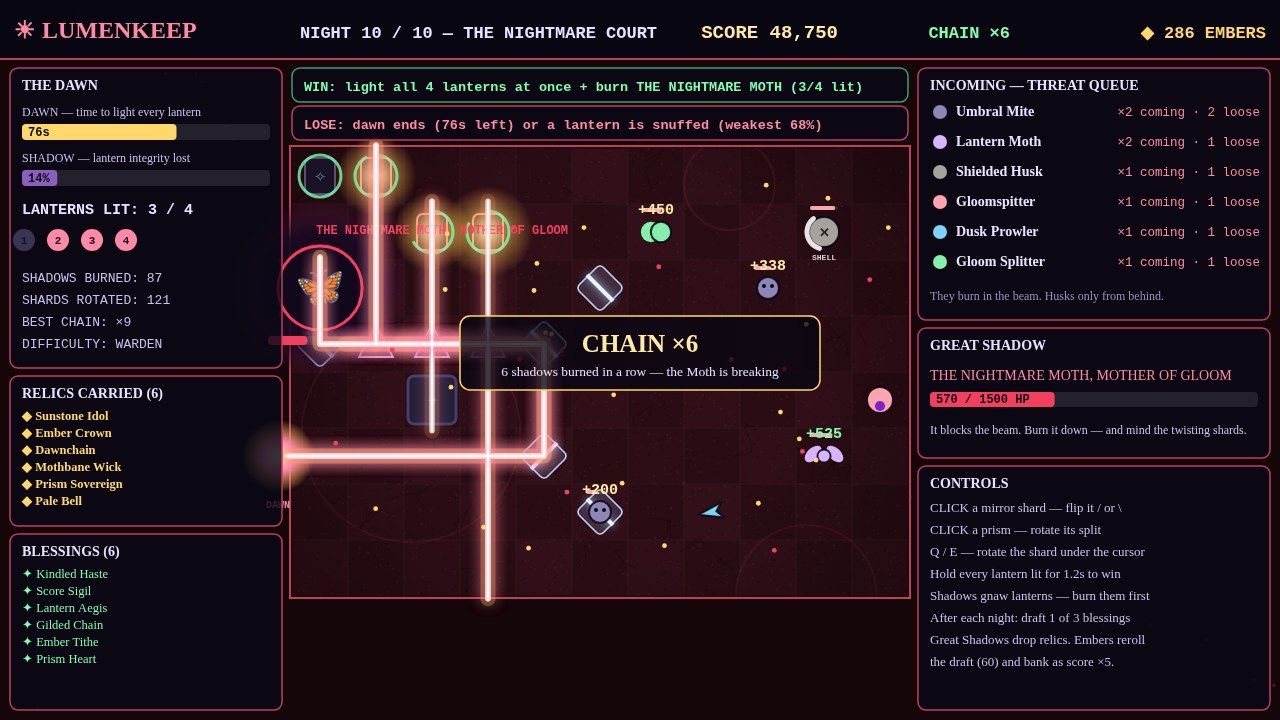 ☀ LUMENKEEP
NIGHT 10 / 10 — THE NIGHTMARE COURT
SCORE 48,750
CHAIN ×6
◆ 286 EMBERS
THE DAWN
DAWN — time to light every lantern
76s
SHADOW — lantern integrity lost
14%
LANTERNS LIT: 3 / 4
1 2 3 4
SHADOWS BURNED: 87
SHARDS ROTATED: 121
BEST CHAIN: ×9
DIFFICULTY: WARDEN
RELICS CARRIED (6)
◆ Sunstone Idol
◆ Ember Crown
◆ Dawnchain
◆ Mothbane Wick
◆ Prism Sovereign
◆ Pale Bell
BLESSINGS (6)
✦ Kindled Haste
✦ Score Sigil
✦ Lantern Aegis
✦ Gilded Chain
✦ Ember Tithe
✦ Prism Heart
WIN: light all 4 lanterns at once + burn THE NIGHTMARE MOTH (3/4 lit)
LOSE: dawn ends (76s left) or a lantern is snuffed (weakest 68%)
THE NIGHTMARE MOTH, MOTHER OF GLOOM
+450
SHELL
+338
CHAIN ×6
6 shadows burned in a row — the Moth is breaking
+525
+200
DAWN
INCOMING — THREAT QUEUE
Umbral Mite ×2 coming · 2 loose
Lantern Moth ×2 coming · 1 loose
Shielded Husk ×1 coming · 1 loose
Gloomspitter ×1 coming · 1 loose
Dusk Prowler ×1 coming · 1 loose
Gloom Splitter ×1 coming · 1 loose
They burn in the beam. Husks only from behind.
GREAT SHADOW
THE NIGHTMARE MOTH, MOTHER OF GLOOM
570 / 1500 HP
It blocks the beam. Burn it down — and mind the twisting shards.
CONTROLS
CLICK a mirror shard — flip it / or \
CLICK a prism — rotate its split
Q / E — rotate the shard under the cursor
Hold every lantern lit for 1.2s to win
Shadows gnaw lanterns — burn them first
After each night: draft 1 of 3 blessings
Great Shadows drop relics. Embers reroll
the draft (60) and bank as score ×5.